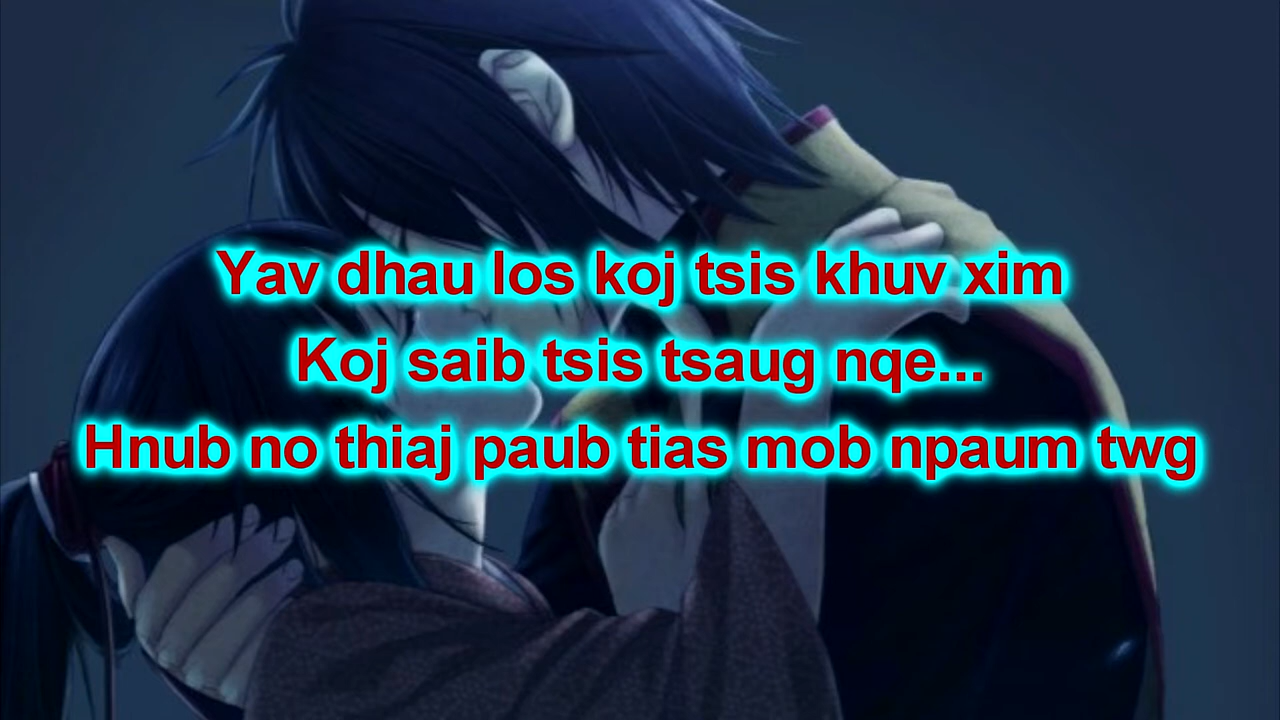 Yav dhau los koj tsis khuv xim
Koj saib tsis tsaug nqe...
Hnub no thiaj paub tias mob npaum twg